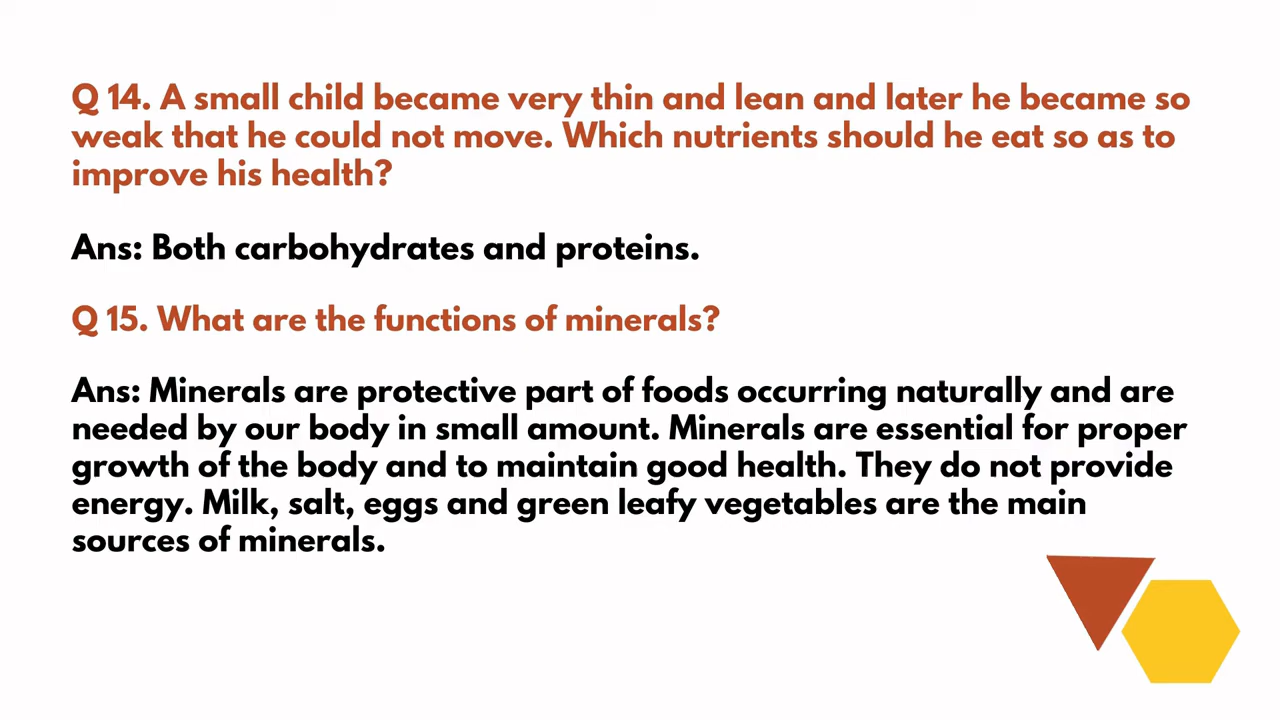 Q 14. A small child became very thin and lean and later he became so
weak that he could not move. Which nutrients should he eat so as to
improve his health?
Ans: Both carbohydrates and proteins.
Q 15. What are the functions of minerals?
Ans: Minerals are protective part of foods occurring naturally and are
needed by our body in small amount. Minerals are essential for proper
growth of the body and to maintain good health. They do not provide
energy. Milk, salt, eggs and green leafy vegetables are the main
sources of minerals.